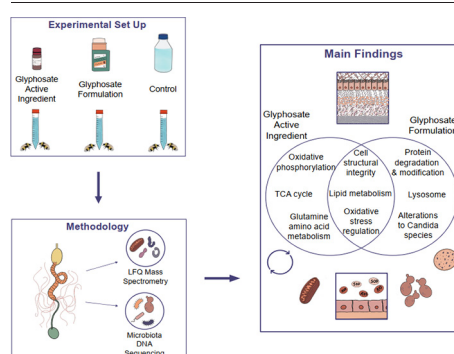 Experimental Set Up
Glyphosate
Active
Ingredient
Glyphosate
Formulation
Control
Methodology
LFQ Mass
Spectrometry
Microbiota
DNA
Sequencing
Main Findings
Glyphosate
Active
Ingredient
Glyphosate
Formulation
Oxidative
phosphorylation
TCA cycle
Glutamine
amino acid
metabolism
Cell
structural
integrity
Lipid metabolism
Oxidative
stress
regulation
Protein
degradation
& modification
Lysosome
Alterations
to Candida
species